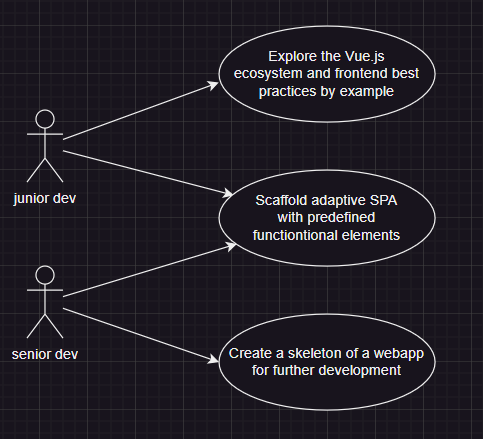 Explore the Vue.js
ecosystem and frontend best
practices by example
junior dev
Scaffold adaptive SPA
with predefined
functiontional elements
senior dev
Create a skeleton of a webapp
for further development